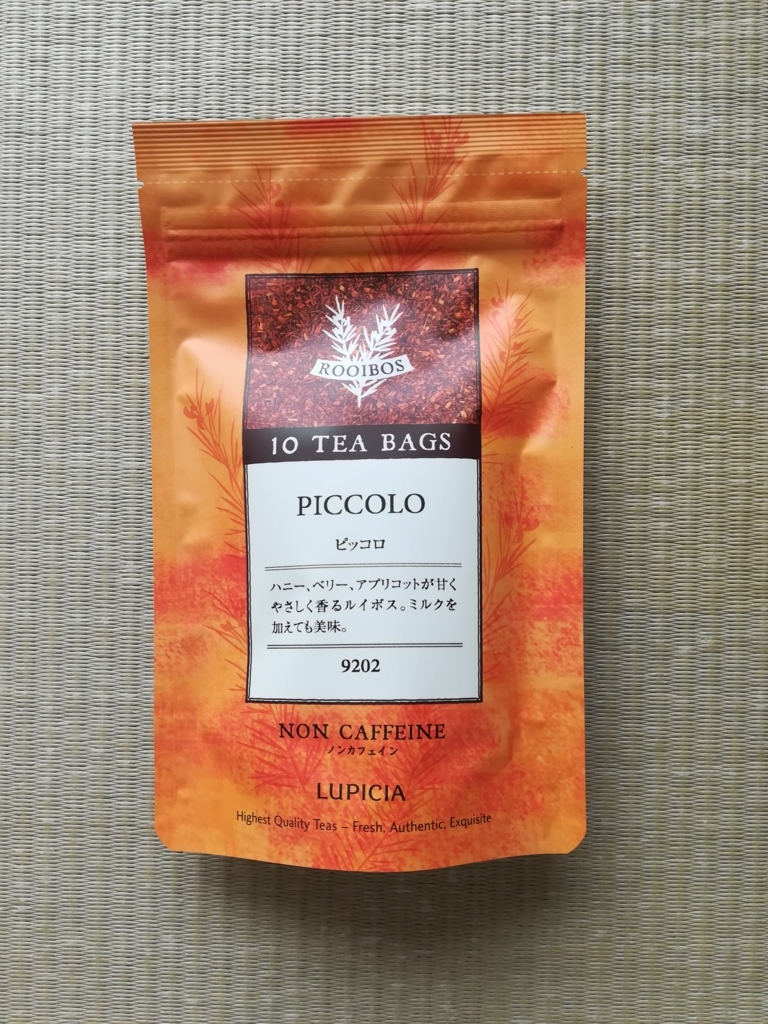 ROOIBOS
10 TEA BAGS
PICCOLO
ピッコロ
ハニー、ベリー、アプリコットが甘く
やさしく香るルイボス。ミルクを
加えても美味。
9202
NON CAFFEINE
ノンカフェイン
LUPICIA
Highest Quality Teas – Fresh, Authentic, Exquisite